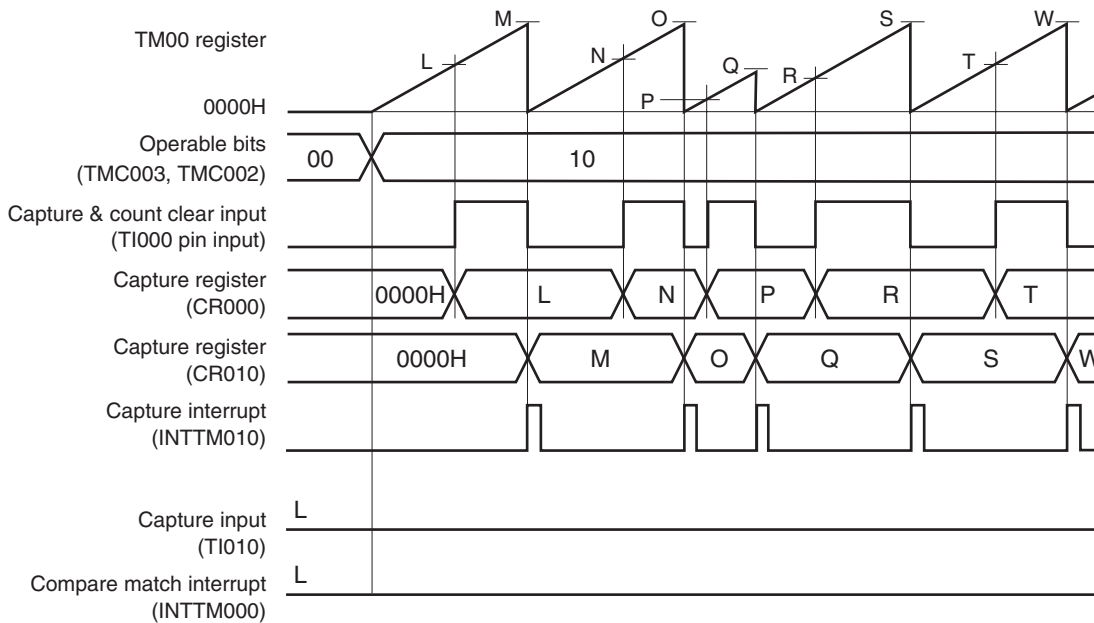 M
O
S
W
TM00 register
L
N
Q
R
T
P
0000H
Operable bits
(TMC003, TMC002)
00
10
Capture & count clear input
(TI000 pin input)
Capture register
(CR000)
0000H
L
N
P
R
T
Capture register
(CR010)
0000H
M
O
Q
S
W
Capture interrupt
(INTTM010)
L
Capture input
(TI010)
L
Compare match interrupt
(INTTM000)